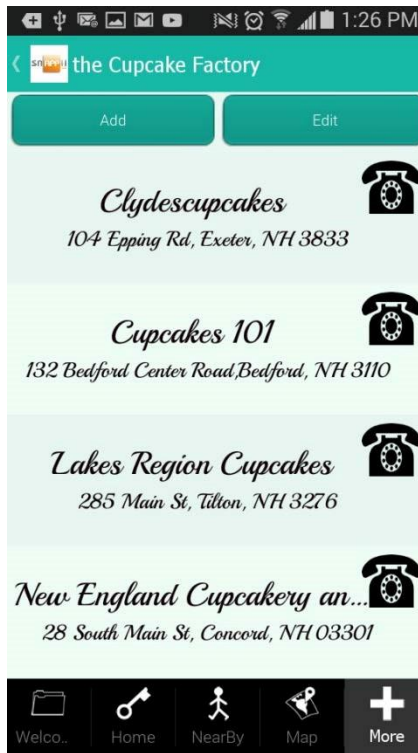 1:26 PM
snappii
the Cupcake Factory
Add
Edit
Clydescupcakes
104 Epping Rd, Exeter, NH 3833
Cupcakes 101
132 Bedford Center Road,Bedford, NH 3110
Lakes Region Cupcakes
285 Main St, Tilton, NH 3276
New England Cupcakery an...
28 South Main St, Concord, NH 03301
Welco..
Home
NearBy
Map
More